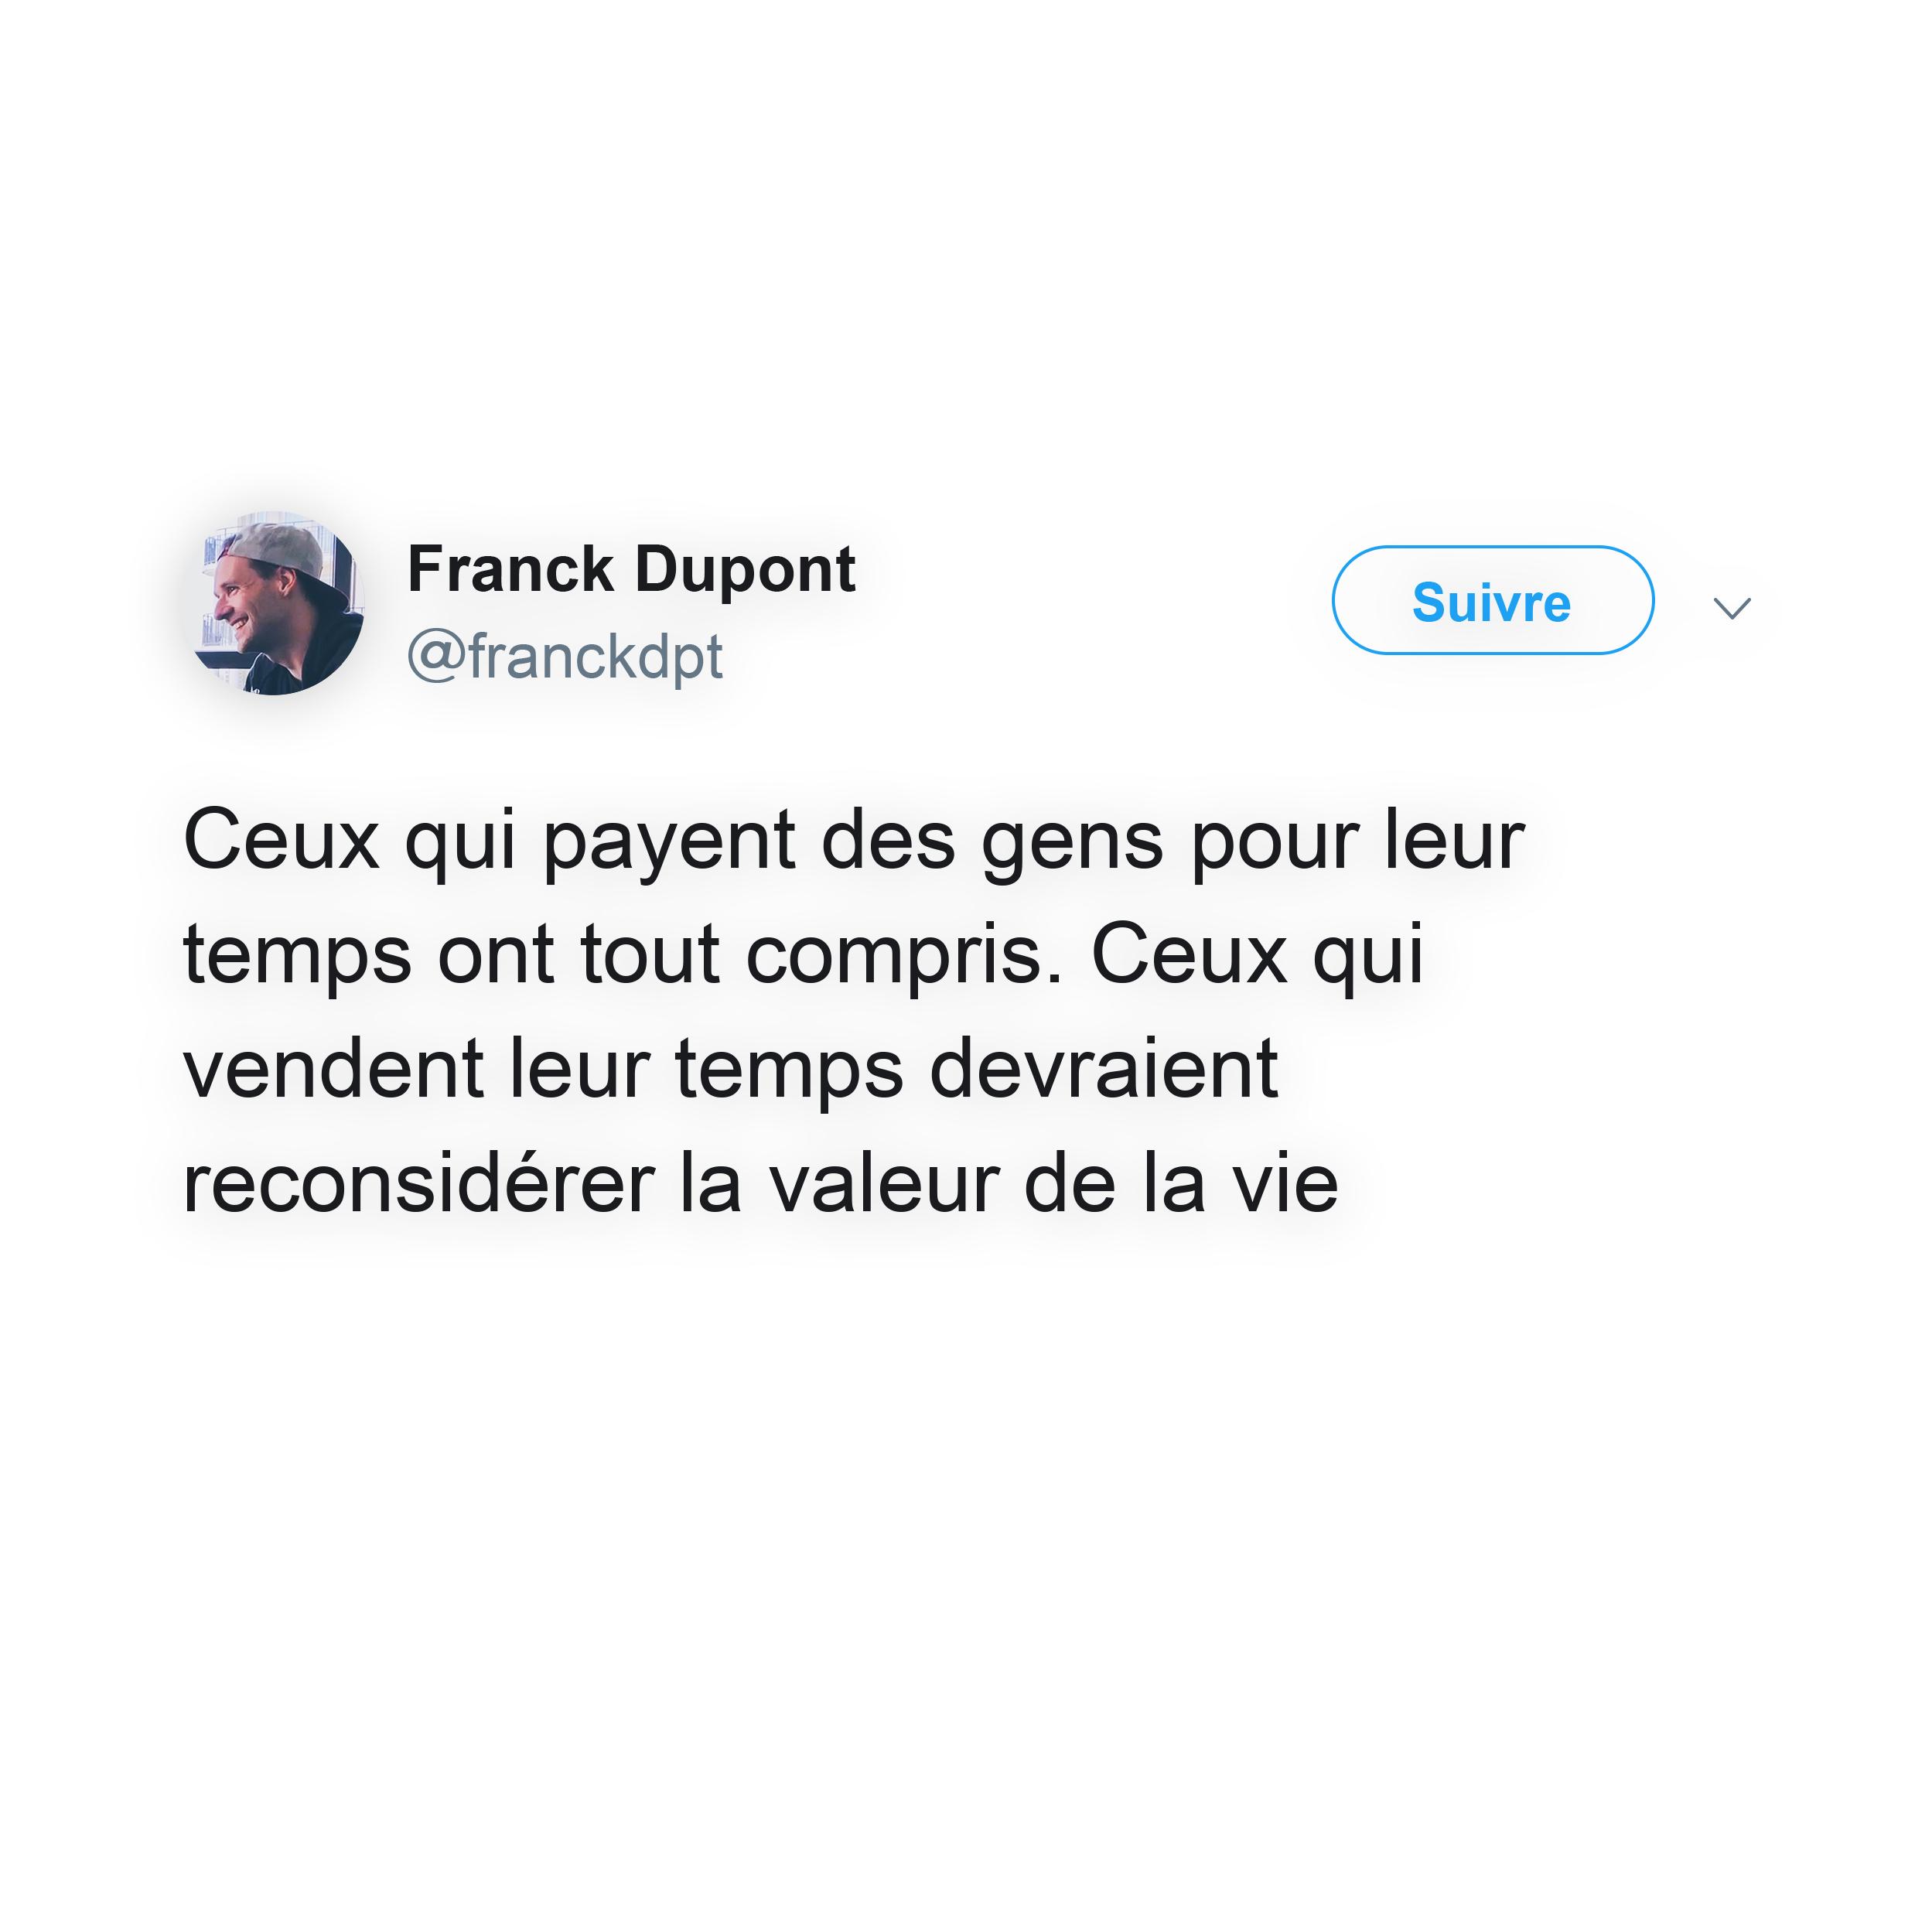 Franck Dupont
@franckdpt
Suivre
Ceux qui payent des gens pour leur
temps ont tout compris. Ceux qui
vendent leur temps devraient
reconsidérer la valeur de la vie